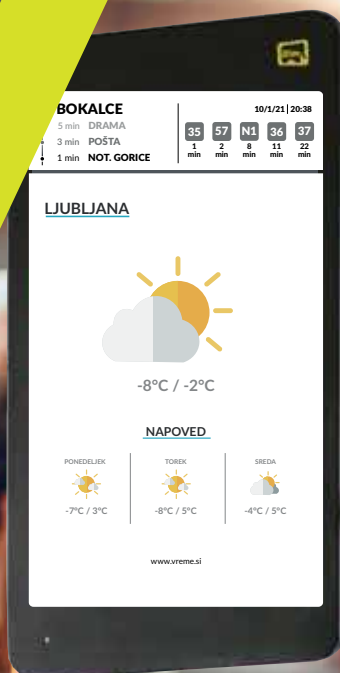 BOKALCE
10/1/21 | 20:38
5 min DRAMA
3 min POŠTA
1 min NOT. GORICE
35 57 N1 36 37
1 2 8 11 22
min min min min min
LJUBLJANA
-8°C / -2°C
NAPOVED
PONEDELJEK TOREK SREDA
-7°C / 3°C -8°C / 5°C -4°C / 5°C
www.vreme.si